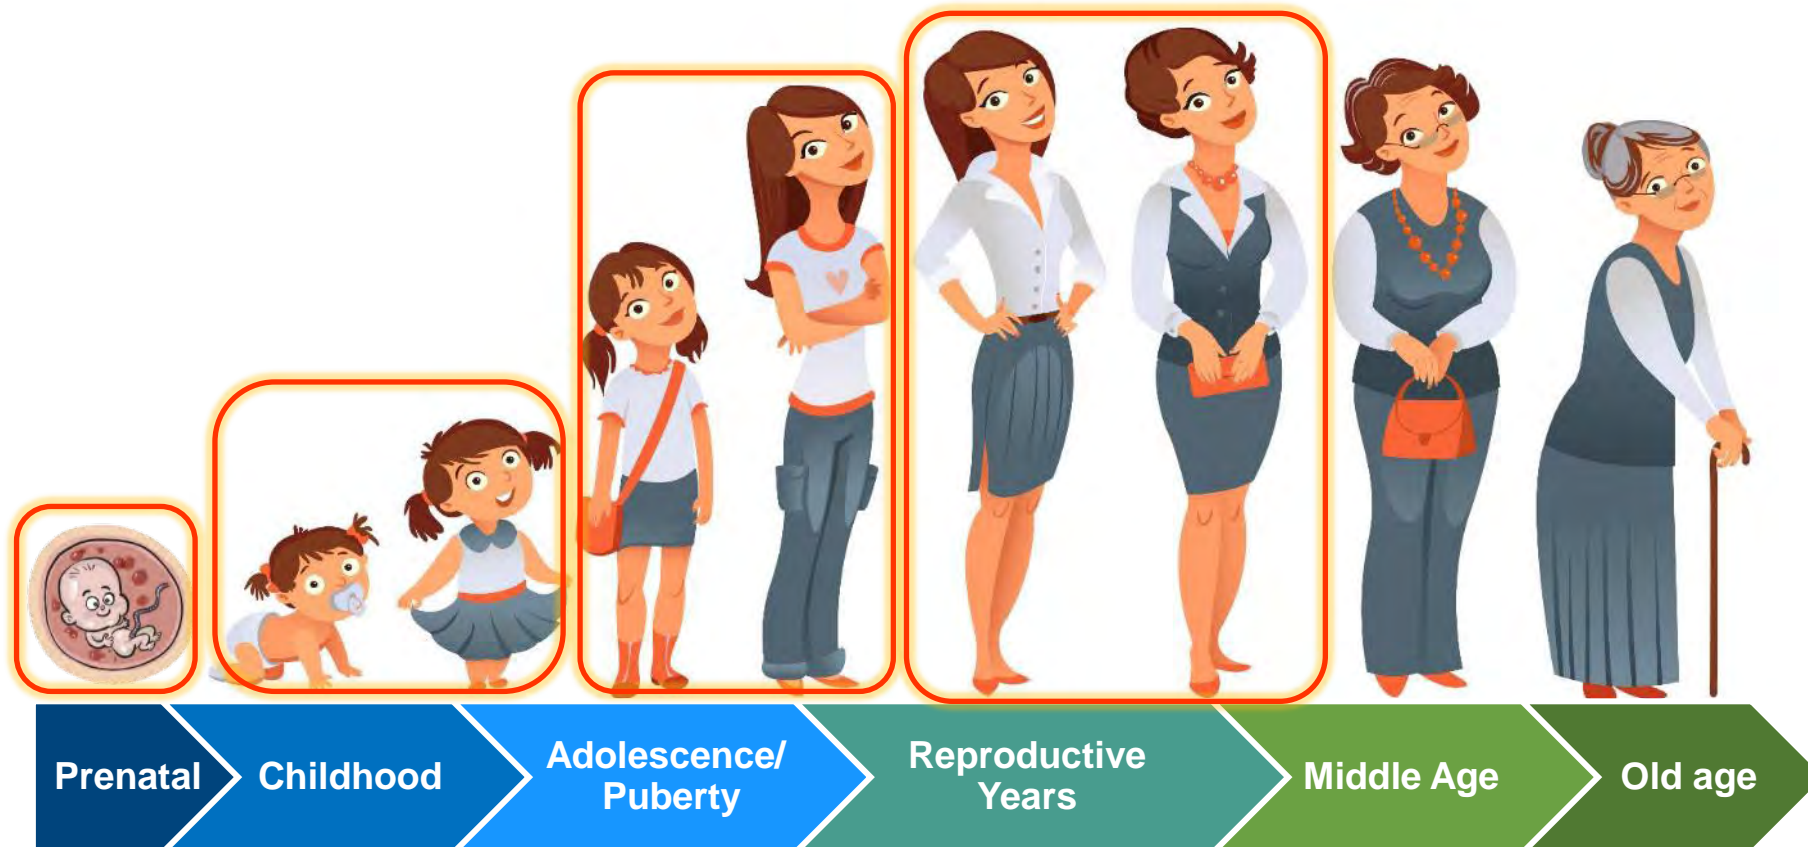 Prenatal
Childhood
Adolescence/
Puberty
Reproductive
Years
Middle Age
Old age